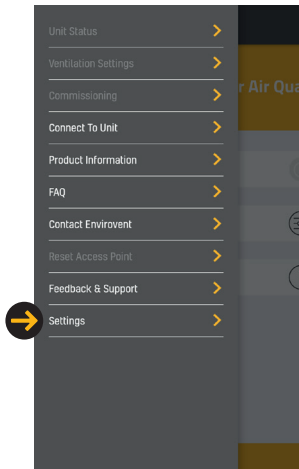 Unit Status
Ventilation Settings
r Air Qua
Commissioning
Connect To Unit
Product Information
FAQ
Contact Envirovent
Reset Access Point
Feedback & Support
Settings